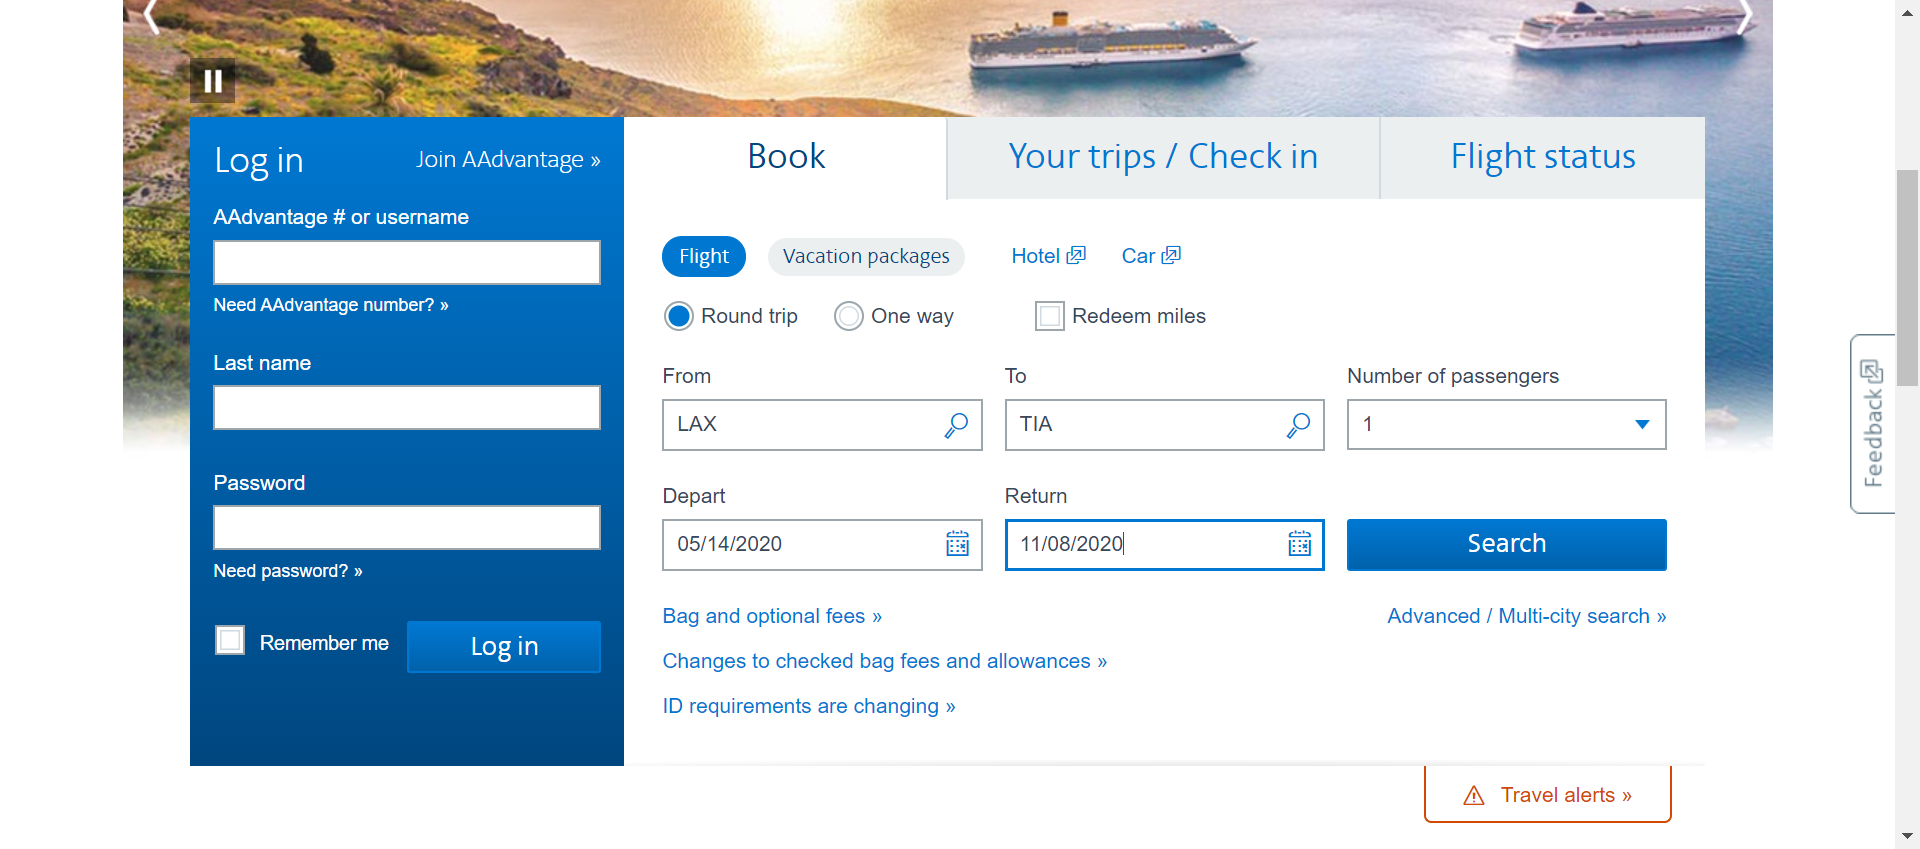 Log in
Join AAdvantage »
AAdvantage # or username
Need AAdvantage number? »
Last name
Password
Need password? »
Remember me
Log in
Book
Your trips / Check in
Flight status
Flight
Vacation packages
Hotel
Car
Round trip
One way
Redeem miles
From
To
Number of passengers
LAX
TIA
1
Depart
Return
05/14/2020
11/08/2020
Search
Bag and optional fees »
Advanced / Multi-city search »
Changes to checked bag fees and allowances »
ID requirements are changing »
Travel alerts »
Feedback